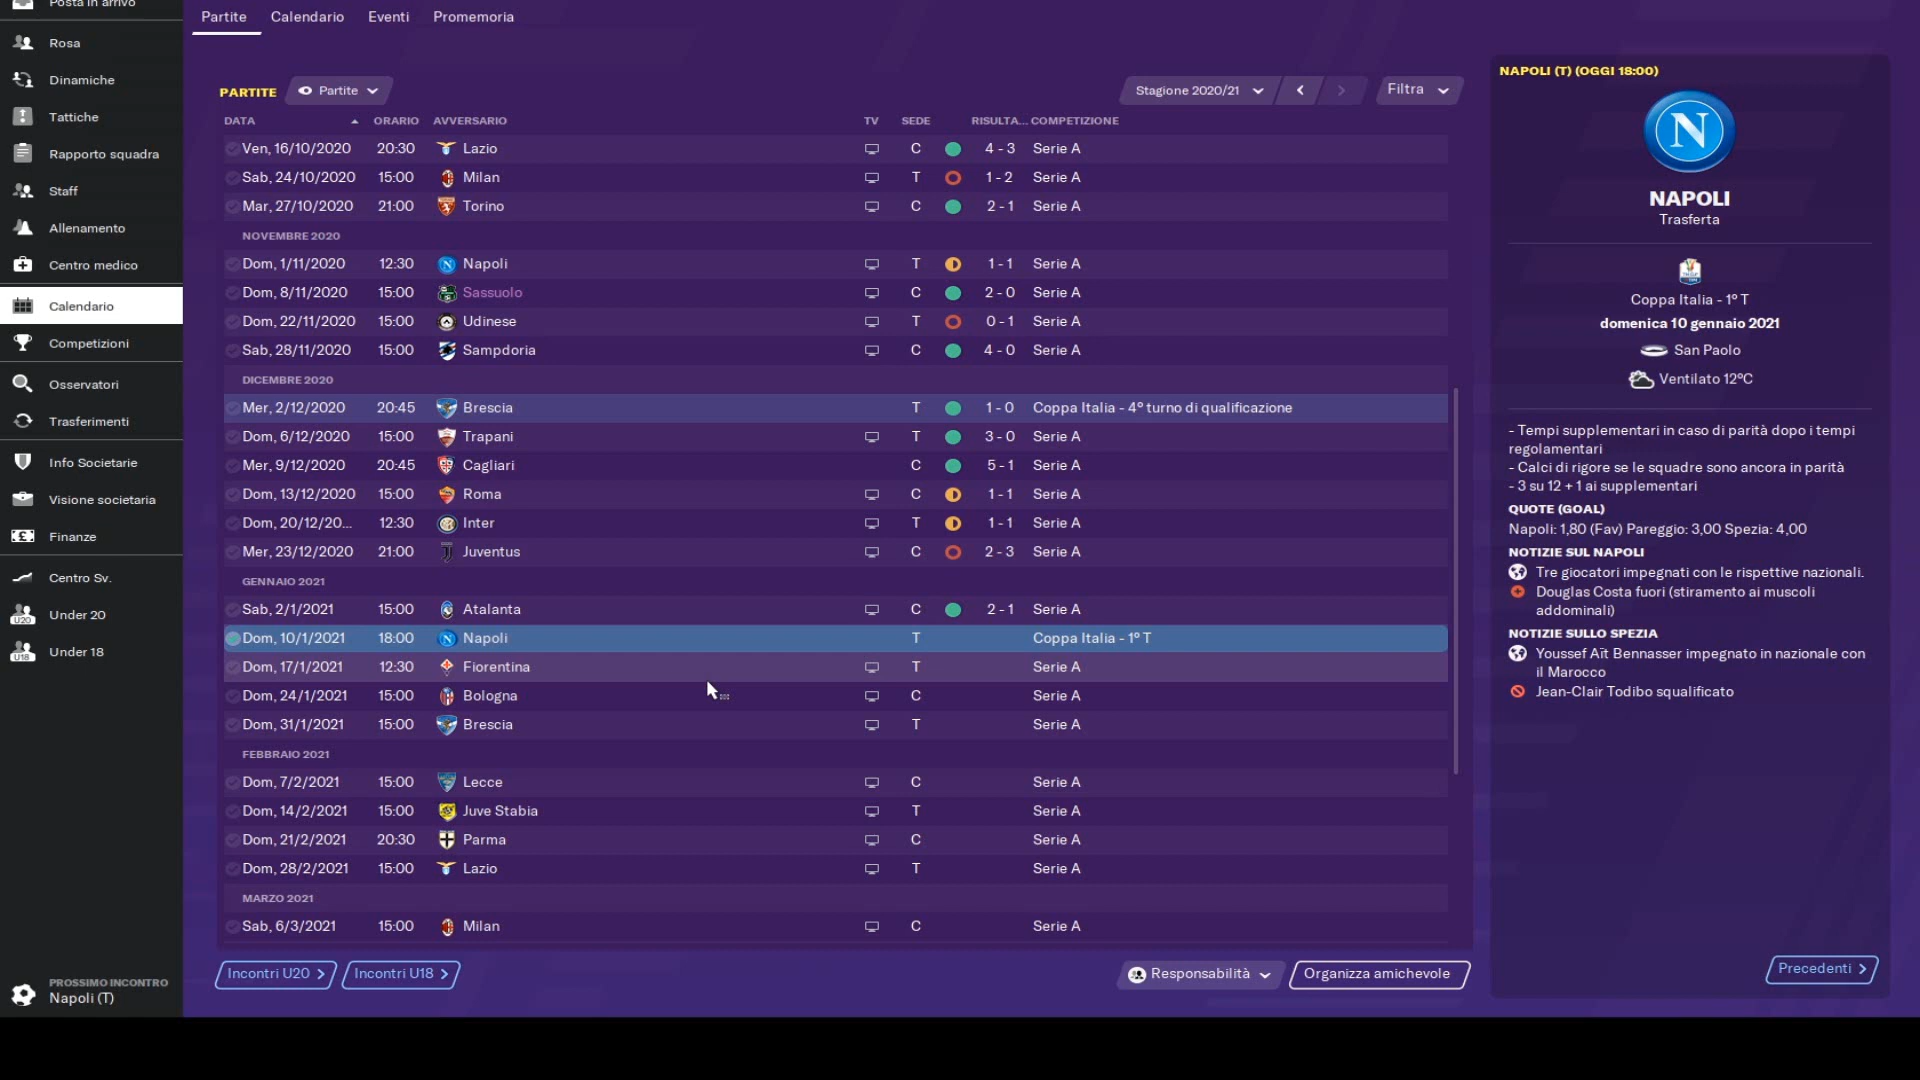 Posta in arrivo
Rosa
Dinamiche
Tattiche
Rapporto squadra
Staff
Allenamento
Centro medico
Calendario
Competizioni
Osservatori
Trasferimenti
Info Societarie
Visione societaria
Finanze
Centro Sv.
Under 20
Under 18
PROSSIMO INCONTRO
Napoli (T)
Partite Calendario Eventi Promemoria
PARTITE Partite Stagione 2020/21 Filtra
DATA ORARIO AVVERSARIO TV SEDE RISULTA... COMPETIZIONE
Ven, 16/10/2020 20:30 Lazio C 4 - 3 Serie A
Sab, 24/10/2020 15:00 Milan T 1 - 2 Serie A
Mar, 27/10/2020 21:00 Torino C 2 - 1 Serie A
NOVEMBRE 2020
Dom, 1/11/2020 12:30 Napoli T 1 - 1 Serie A
Dom, 8/11/2020 15:00 Sassuolo C 2 - 0 Serie A
Dom, 22/11/2020 15:00 Udinese T 0 - 1 Serie A
Sab, 28/11/2020 15:00 Sampdoria C 4 - 0 Serie A
DICEMBRE 2020
Mer, 2/12/2020 20:45 Brescia T 1 - 0 Coppa Italia - 4° turno di qualificazione
Dom, 6/12/2020 15:00 Trapani T 3 - 0 Serie A
Mer, 9/12/2020 20:45 Cagliari C 5 - 1 Serie A
Dom, 13/12/2020 15:00 Roma C 1 - 1 Serie A
Dom, 20/12/20... 12:30 Inter T 1 - 1 Serie A
Mer, 23/12/2020 21:00 Juventus C 2 - 3 Serie A
GENNAIO 2021
Sab, 2/1/2021 15:00 Atalanta C 2 - 1 Serie A
Dom, 10/1/2021 18:00 Napoli T Coppa Italia - 1° T
Dom, 17/1/2021 12:30 Fiorentina T Serie A
Dom, 24/1/2021 15:00 Bologna C Serie A
Dom, 31/1/2021 15:00 Brescia T Serie A
FEBBRAIO 2021
Dom, 7/2/2021 15:00 Lecce C Serie A
Dom, 14/2/2021 15:00 Juve Stabia T Serie A
Dom, 21/2/2021 20:30 Parma C Serie A
Dom, 28/2/2021 15:00 Lazio T Serie A
MARZO 2021
Sab, 6/3/2021 15:00 Milan C Serie A
Incontri U20 Incontri U18 Responsabilità Organizza amichevole
NAPOLI (T) (OGGI 18:00)
N
NAPOLI
Trasferta
Coppa Italia - 1° T
domenica 10 gennaio 2021
San Paolo
Ventilato 12°C
- Tempi supplementari in caso di parità dopo i tempi
regolamentari
- Calci di rigore se le squadre sono ancora in parità
- 3 su 12 + 1 ai supplementari
QUOTE (GOAL)
Napoli: 1,80 (Fav) Pareggio: 3,00 Spezia: 4,00
NOTIZIE SUL NAPOLI
Tre giocatori impegnati con le rispettive nazionali.
Douglas Costa fuori (stiramento ai muscoli
addominali)
NOTIZIE SULLO SPEZIA
Youssef Aït Bennasser impegnato in nazionale con
il Marocco
Jean-Clair Todibo squalificato
Precedenti